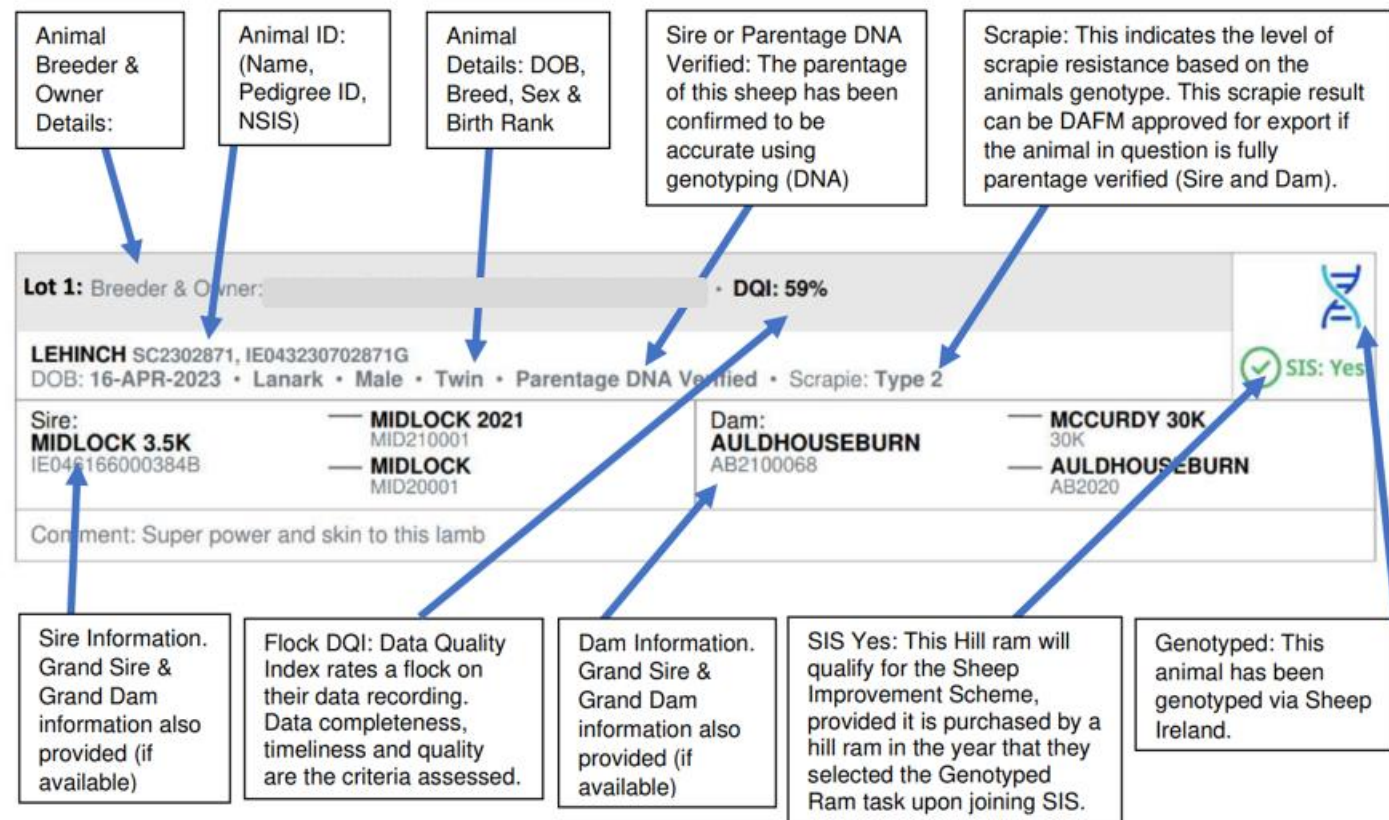 Animal
Breeder &
Owner
Details:
Animal ID:
(Name,
Pedigree ID,
NSIS)
Animal
Details: DOB,
Breed, Sex &
Birth Rank
Sire or Parentage DNA
Verified: The parentage
of this sheep has been
confirmed to be
accurate using
genotyping (DNA)
Scrapie: This indicates the level of
scrapie resistance based on the
animals genotype. This scrapie result
can be DAFM approved for export if
the animal in question is fully
parentage verified (Sire and Dam).
Lot 1: Breeder & Owner: • DQI: 59%
LEHINCH SC2302871, IE043230702871G
DOB: 16-APR-2023 • Lanark • Male • Twin • Parentage DNA Verified • Scrapie: Type 2
SIS: Yes
Sire:
MIDLOCK 3.5K
IE046166000384B
MIDLOCK 2021
MID210001
MIDLOCK
MID20001
Dam:
AULDHOUSEBURN
AB2100068
MCCURDY 30K
30K
AULDHOUSEBURN
AB2020
Comment: Super power and skin to this lamb
Sire Information.
Grand Sire &
Grand Dam
information also
provided (if
available)
Flock DQI: Data Quality
Index rates a flock on
their data recording.
Data completeness,
timeliness and quality
are the criteria assessed.
Dam Information.
Grand Sire &
Grand Dam
information also
provided (if
available)
SIS Yes: This Hill ram will
qualify for the Sheep
Improvement Scheme,
provided it is purchased by a
hill ram in the year that they
selected the Genotyped
Ram task upon joining SIS.
Genotyped: This
animal has been
genotyped via Sheep
Ireland.